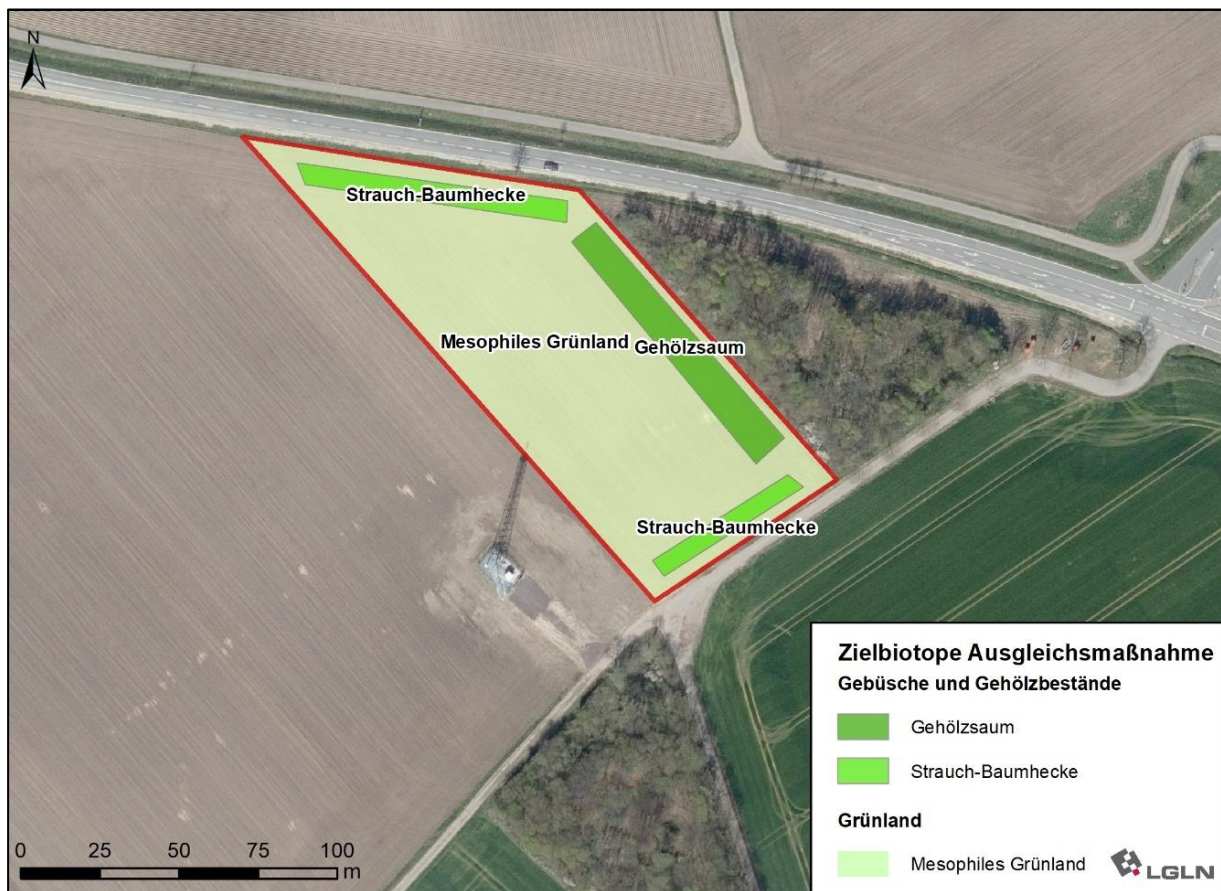 N
Strauch-Baumhecke
Mesophiles Grünland
Gehölzsaum
Strauch-Baumhecke
Zielbiotope Ausgleichsmaßnahme
Gebüsche und Gehölzbestände
Gehölzsaum
Strauch-Baumhecke
Grünland
Mesophiles Grünland
LGLN
0 25 50 75 100
m